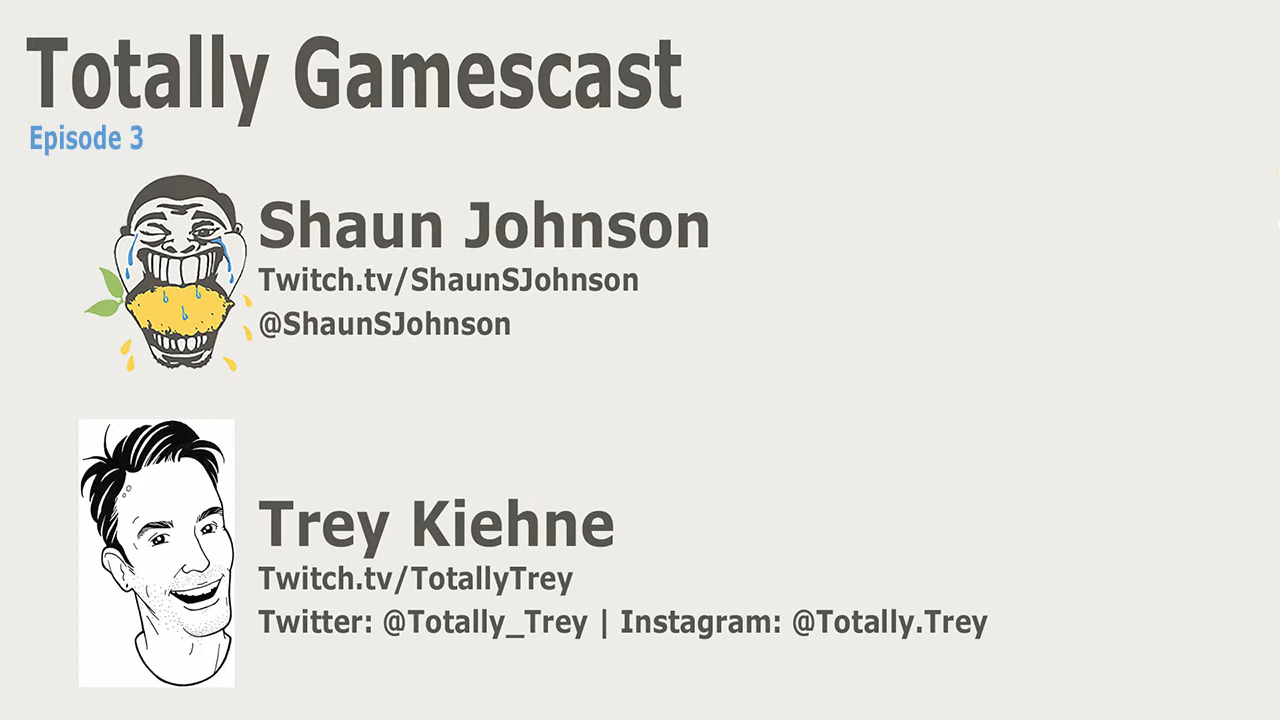 Totally Gamescast
Episode 3
Shaun Johnson
Twitch.tv/ShaunSJohnson
@ShaunSJohnson
Trey Kiehne
Twitch.tv/TotallyTrey
Twitter: @Totally_Trey | Instagram: @Totally.Trey